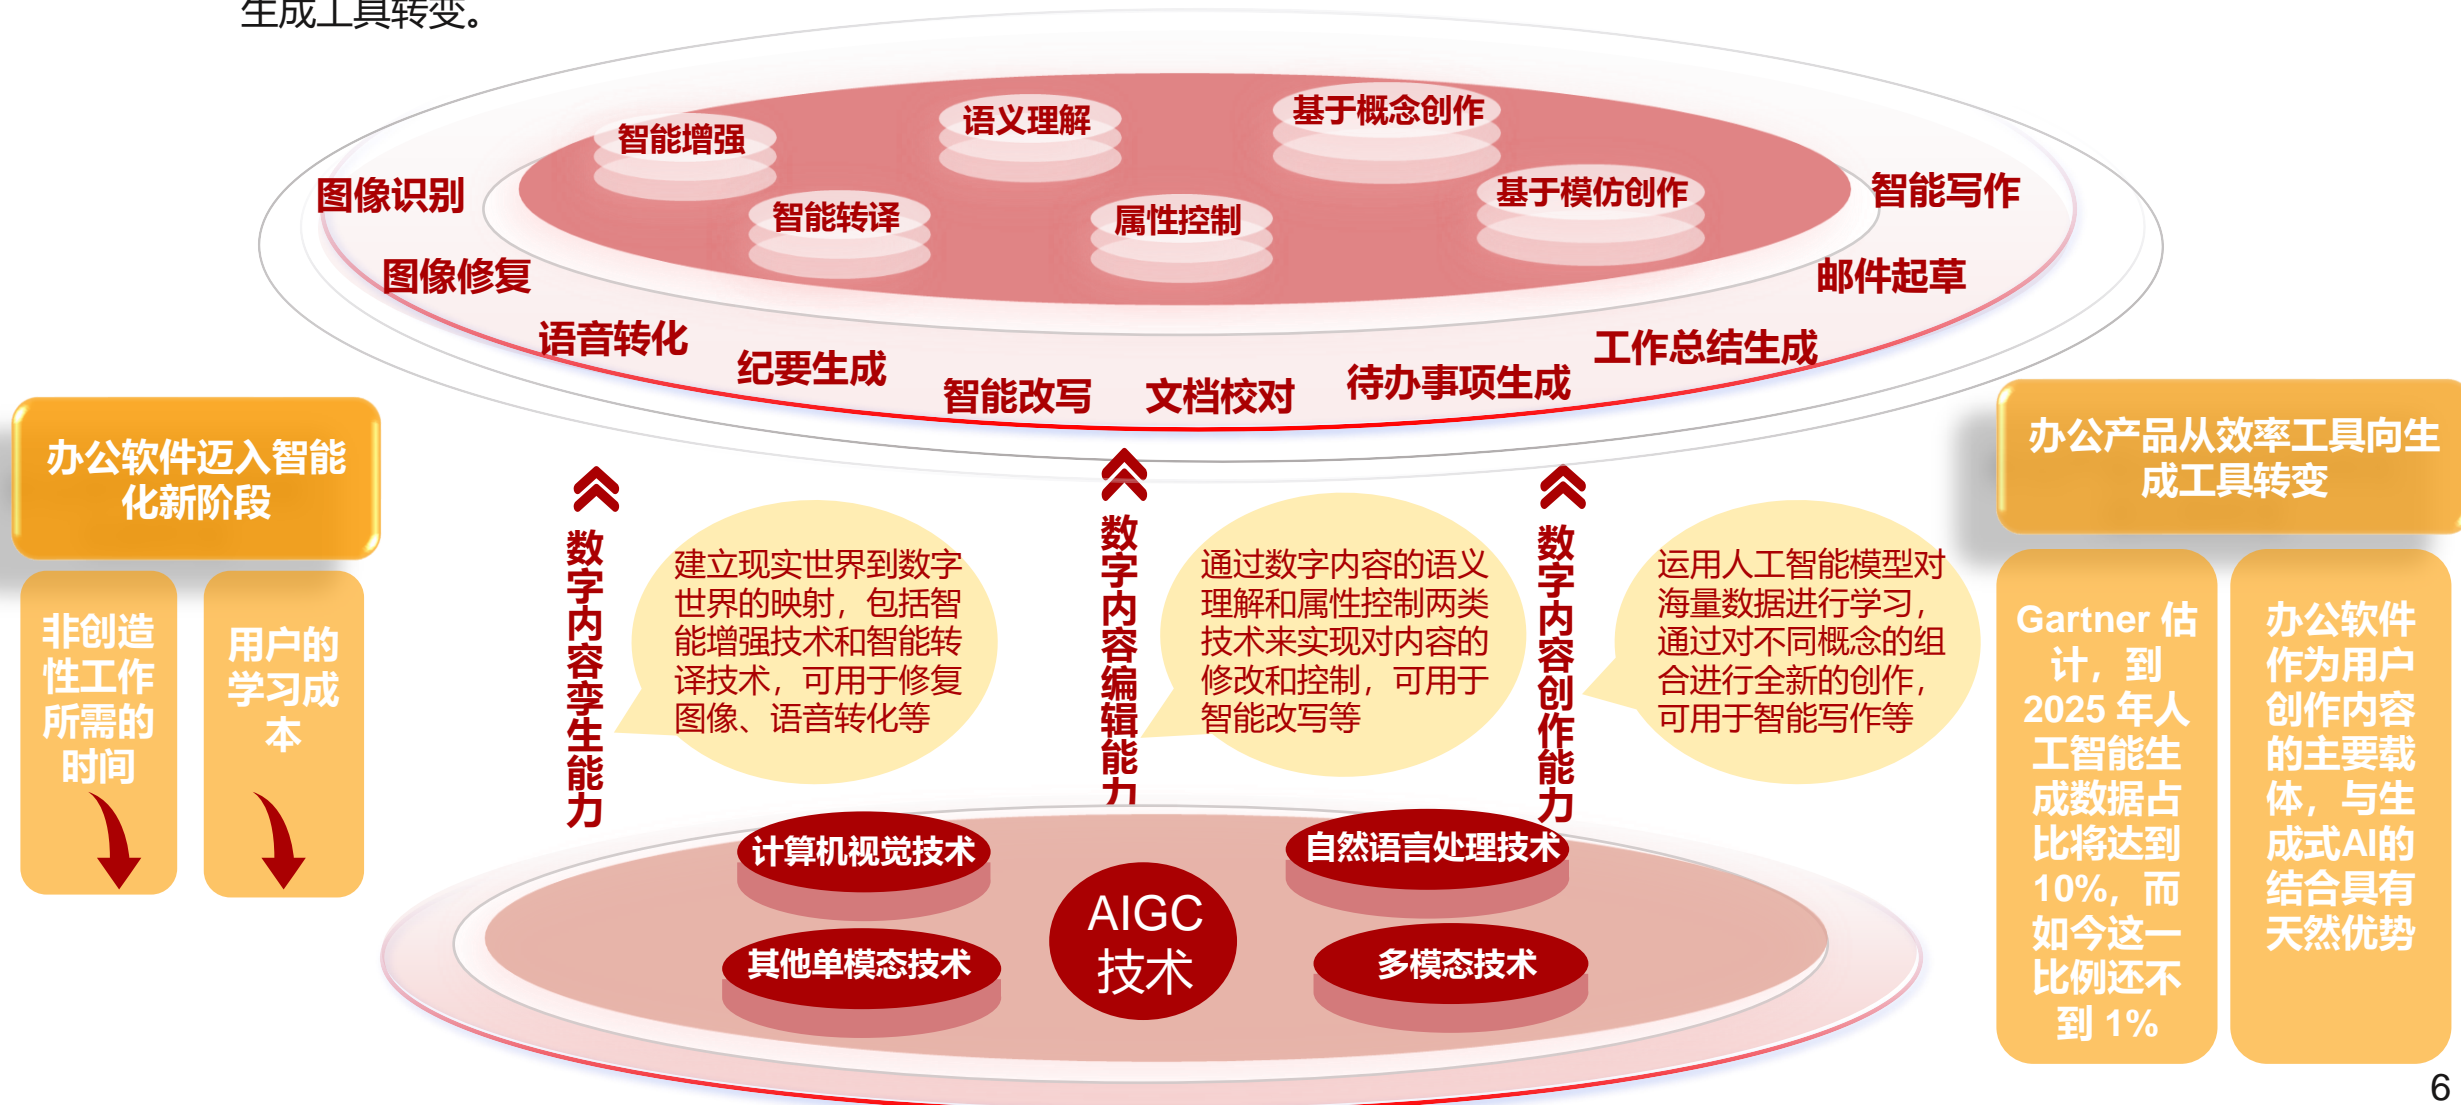 生成工具转变。
智能增强
语义理解
基于概念创作
智能转译
属性控制
基于模仿创作
图像识别
图像修复
语音转化
纪要生成
智能改写
文档校对
待办事项生成
工作总结生成
邮件起草
智能写作
办公软件迈入智能
化新阶段
非创造
性工作
所需的
时间
用户的
学习成
本
数字内容孪生能力
建立现实世界到数字
世界的映射，包括智
能增强技术和智能转
译技术，可用于修复
图像、语音转化等
数字内容编辑能力
通过数字内容的语义
理解和属性控制两类
技术来实现对内容的
修改和控制，可用于
智能改写等
数字内容创作能力
运用人工智能模型对
海量数据进行学习，
通过对不同概念的组
合进行全新的创作，
可用于智能写作等
计算机视觉技术
自然语言处理技术
AIGC
技术
其他单模态技术
多模态技术
办公产品从效率工具向生
成工具转变
Gartner 估
计，到
2025 年人
工智能生
成数据占
比将达到
10%，而
如今这一
比例还不
到 1%
办公软件
作为用户
创作内容
的主要载
体，与生
成式AI的
结合具有
天然优势
6